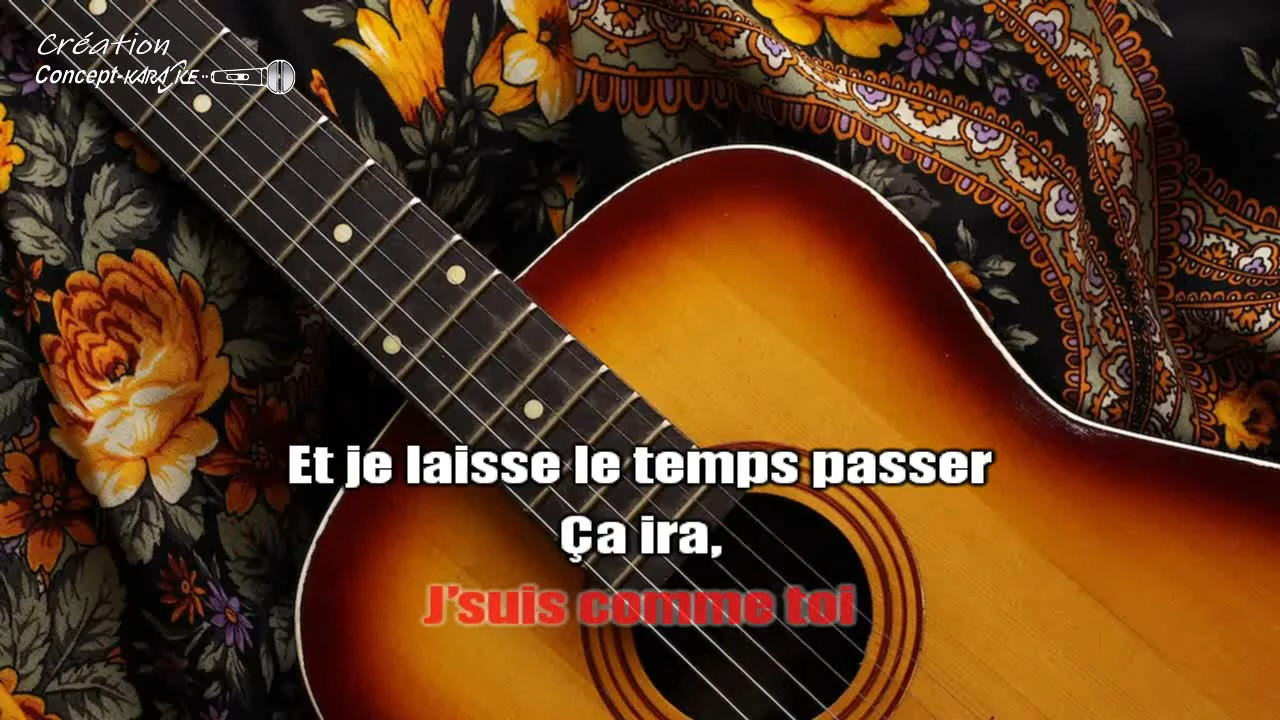 Création
Concept-KARAOKE
Et je laisse le temps passer
Ça ira,
J'suis comme toi